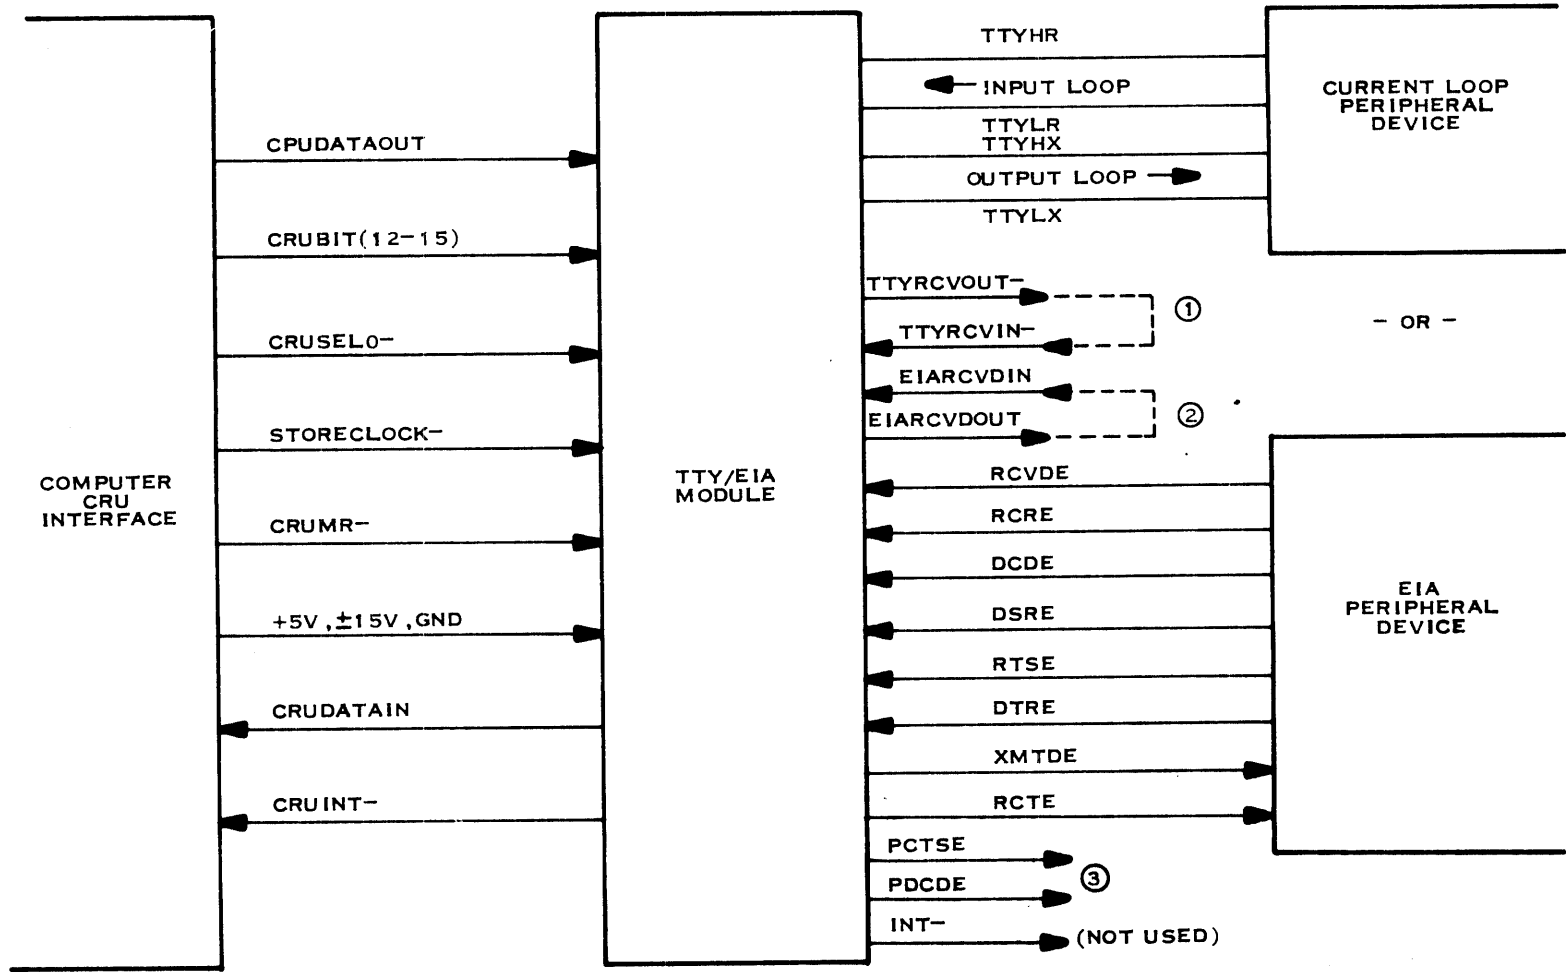 COMPUTER
CRU
INTERFACE
CPUDATAOUT
CRUBIT(12-15)
CRUSEL0-
STORECLOCK-
CRUMR-
+5V,±15V,GND
CRUDATAIN
CRUINT-
TTY/EIA
MODULE
TTYHR
INPUT LOOP
TTYLR
TTYHX
OUTPUT LOOP
TTYLX
TTYRCVOUT-
①
TTYRCVIN-
EIARCVDIN
②
EIARCVDOUT
RCVDE
RCRE
DCDE
DSRE
RTSE
DTRE
XMTDE
RCTE
PCTSE
③
PDCDE
INT-
(NOT USED)
CURRENT LOOP
PERIPHERAL
DEVICE
- OR -
EIA
PERIPHERAL
DEVICE